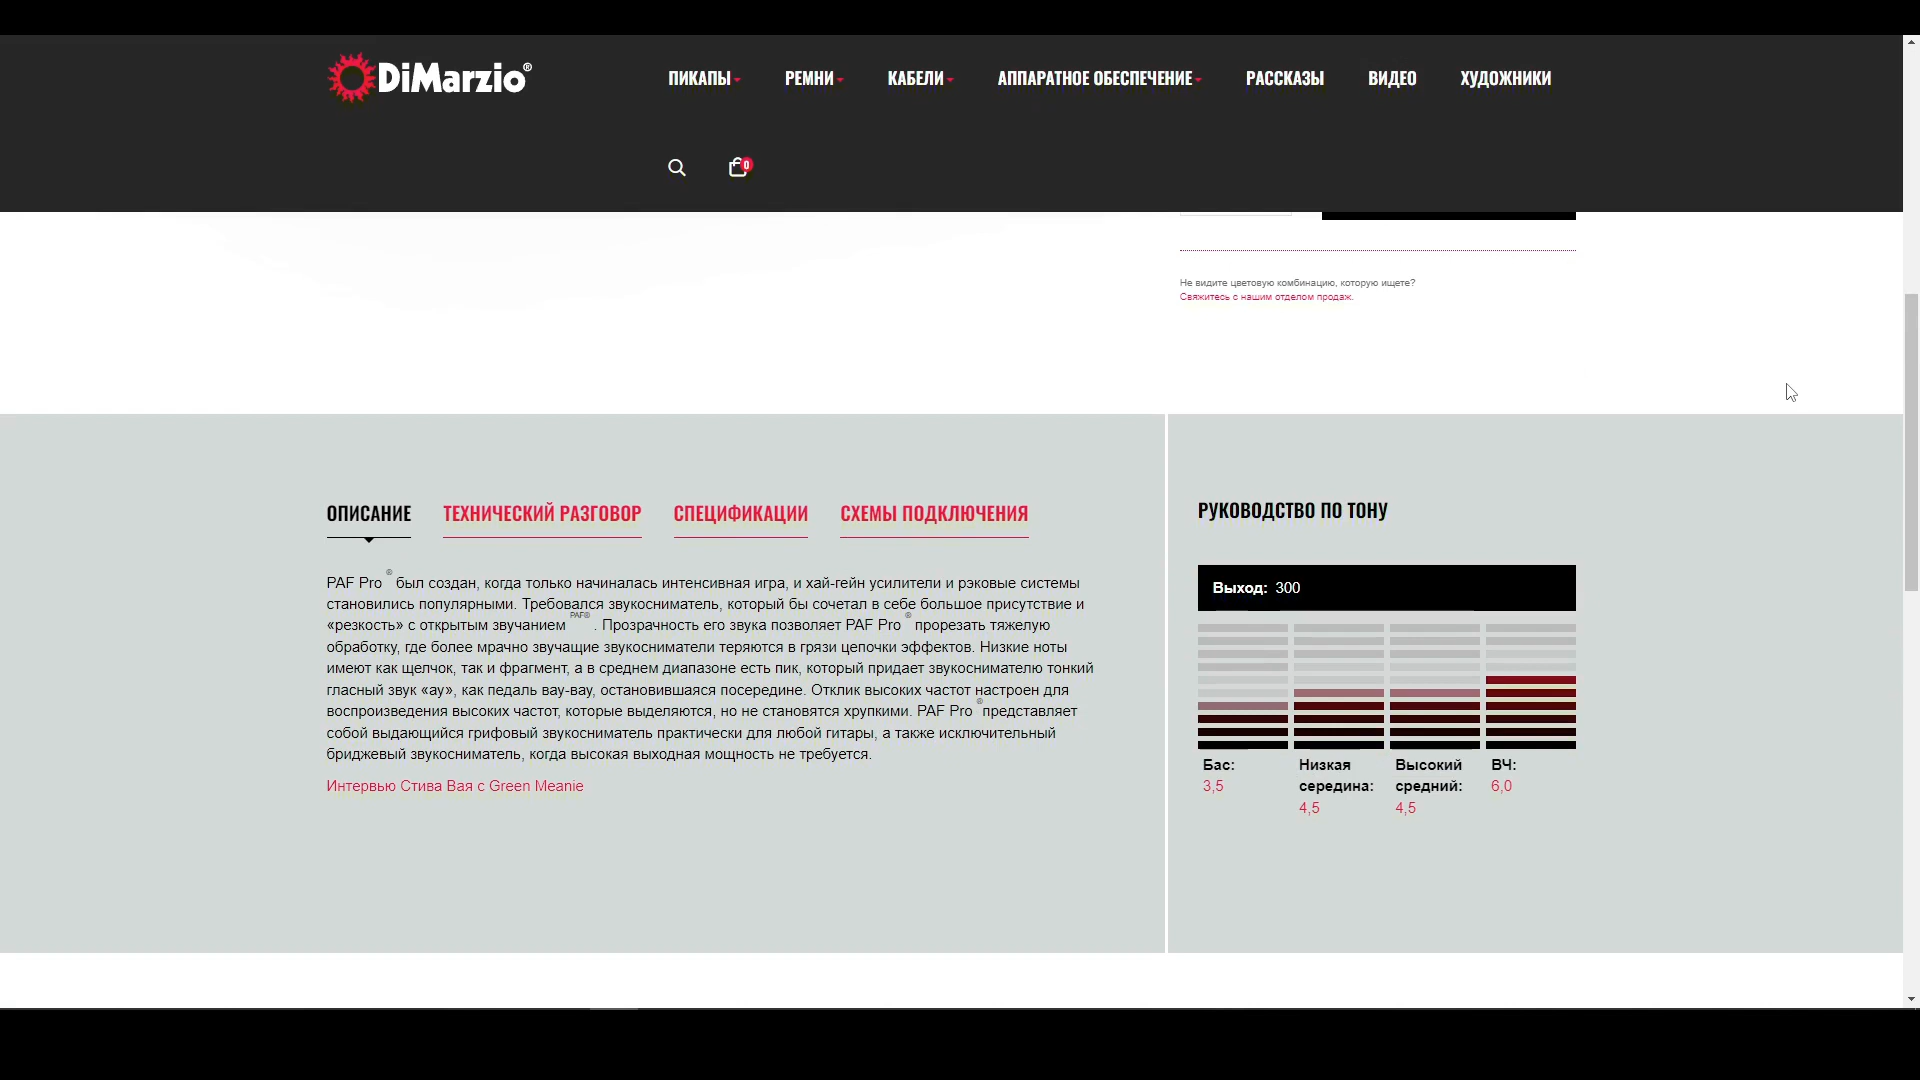 DiMarzio®
ПИКАПЫ РЕМНИ КАБЕЛИ АППАРАТНОЕ ОБЕСПЕЧЕНИЕ РАССКАЗЫ ВИДЕО ХУДОЖНИКИ
0
Не видите цветовую комбинацию, которую ищете?
Свяжитесь с нашим отделом продаж.
ОПИСАНИЕ ТЕХНИЧЕСКИЙ РАЗГОВОР СПЕЦИФИКАЦИИ СХЕМЫ ПОДКЛЮЧЕНИЯ
PAF Pro ® был создан, когда только начиналась интенсивная игра, и хай-гейн усилители и рэковые системы
становились популярными. Требовался звукосниматель, который бы сочетал в себе большое присутствие и
«резкость» с открытым звучанием PAF® . Прозрачность его звука позволяет PAF Pro ® прорезать тяжелую
обработку, где более мрачно звучащие звукосниматели теряются в грязи цепочки эффектов. Низкие ноты
имеют как щелчок, так и фрагмент, а в среднем диапазоне есть пик, который придает звукоснимателю тонкий
гласный звук «ау», как педаль вау-вау, остановившаяся посередине. Отклик высоких частот настроен для
воспроизведения высоких частот, которые выделяются, но не становятся хрупкими. PAF Pro ® представляет
собой выдающийся грифовый звукосниматель практически для любой гитары, а также исключительный
бриджевый звукосниматель, когда высокая выходная мощность не требуется.
Интервью Стива Вая с Green Meanie
РУКОВОДСТВО ПО ТОНУ
Выход: 300
Бас:
3,5
Низкая
середина:
4,5
Высокий
средний:
4,5
ВЧ:
6,0